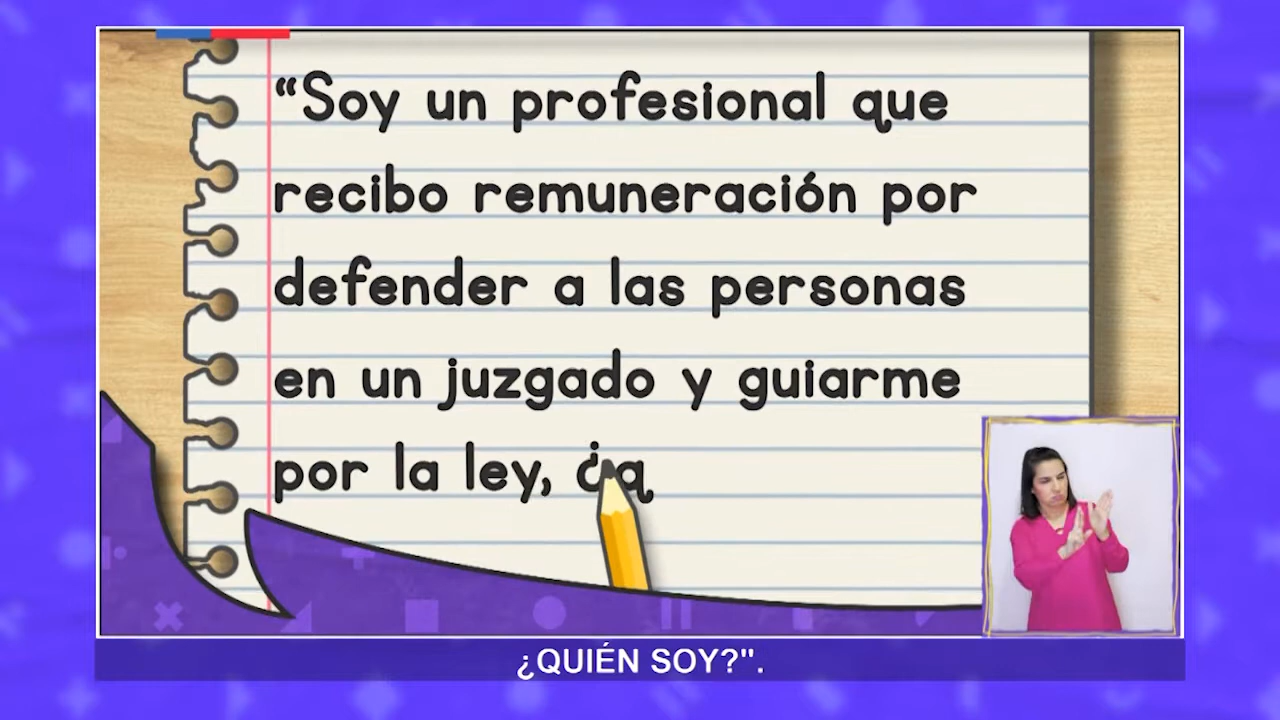 “Soy un profesional que
recibo remuneración por
defender a las personas
en un juzgado y guiarme
por la ley, ¿q
¿QUIÉN SOY?".